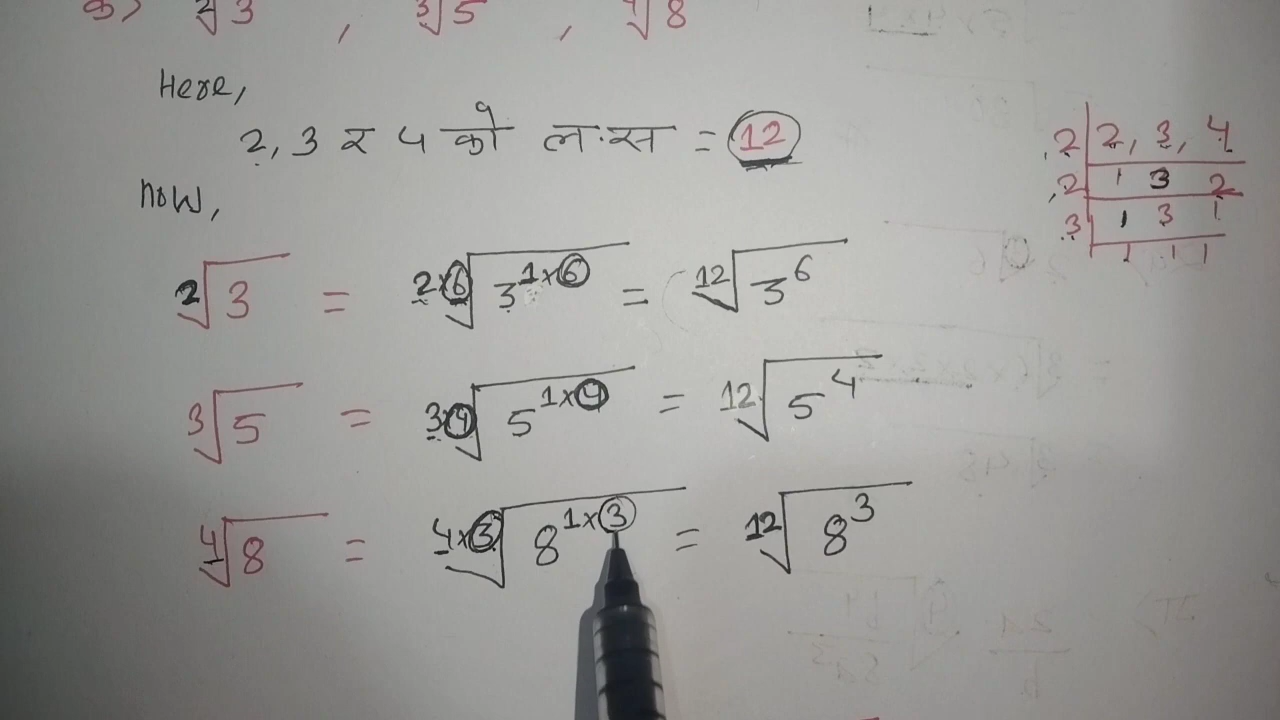 क) ²√3 , ³√5 , ⁴√8
Here,
2, 3 र 4 को ल.स = 12
Now,
²√3 = ²ˣ⁶√3¹ˣ⁶ = ¹²√3⁶
³√5 = ³ˣ⁴√5¹ˣ⁴ = ¹²√5⁴
⁴√8 = ⁴ˣ³√8¹ˣ³ = ¹²√8³
2 | 2, 3, 4
2 | 1 3 2
3 | 1 3 1
1 1 1